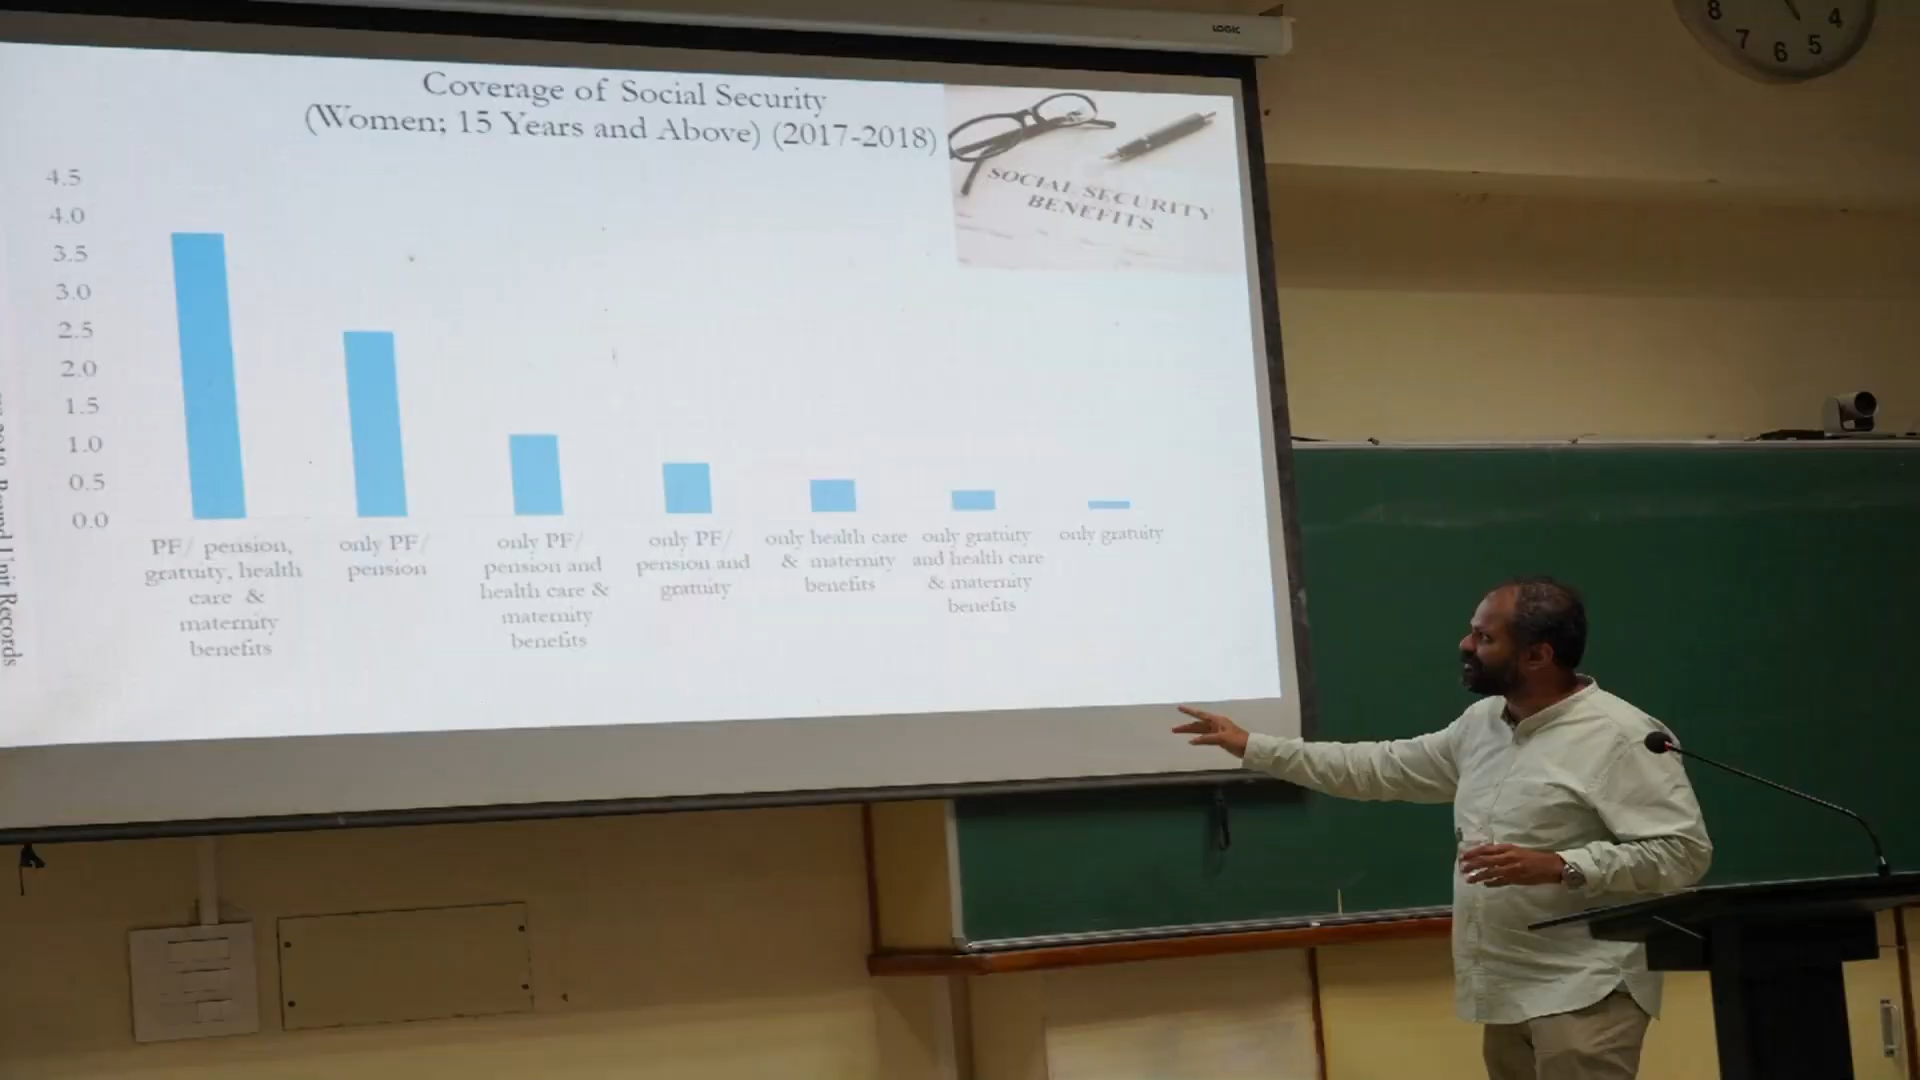 LOGIC
Coverage of Social Security
(Women; 15 Years and Above) (2017-2018)
SOCIAL SECURITY
BENEFITS
4.5
4.0
3.5
3.0
2.5
2.0
1.5
1.0
0.5
0.0
PF/ pension,
gratuity, health
care &
maternity
benefits
only PF/
pension
only PF/
pension and
health care &
maternity
benefits
only PF/
pension and
gratuity
only health care
& maternity
benefits
only gratuity
and health care
& maternity
benefits
only gratuity
Round Unit Records
8
7
6
5
4